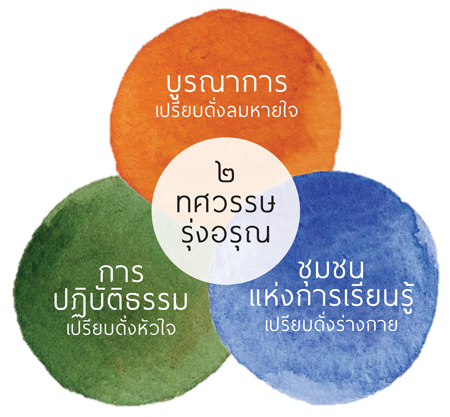 บูรณาการ
เปรียบดั่งลมหายใจ
๒
ทศวรรษ
รุ่งอรุณ
การ
ปฏิบัติธรรม
เปรียบดั่งหัวใจ
ชุมชน
แห่งการเรียนรู้
เปรียบดั่งร่างกาย